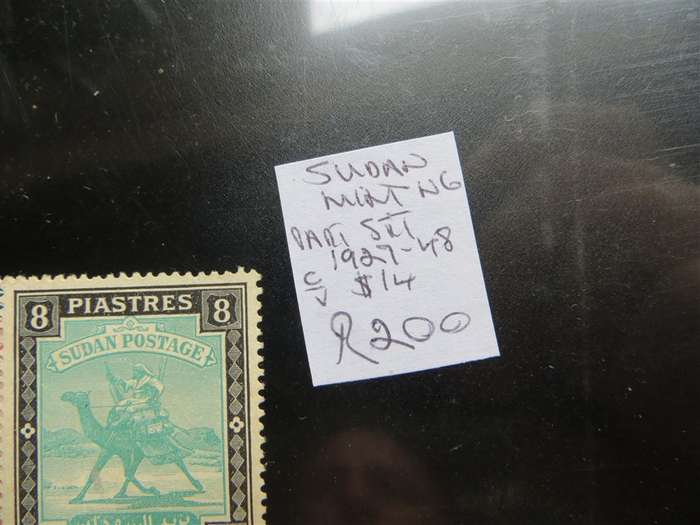 SUDAN
MINT NG
PART SET
1927-48
C/V $14
R200
8 PIASTRES 8
SUDAN POSTAGE